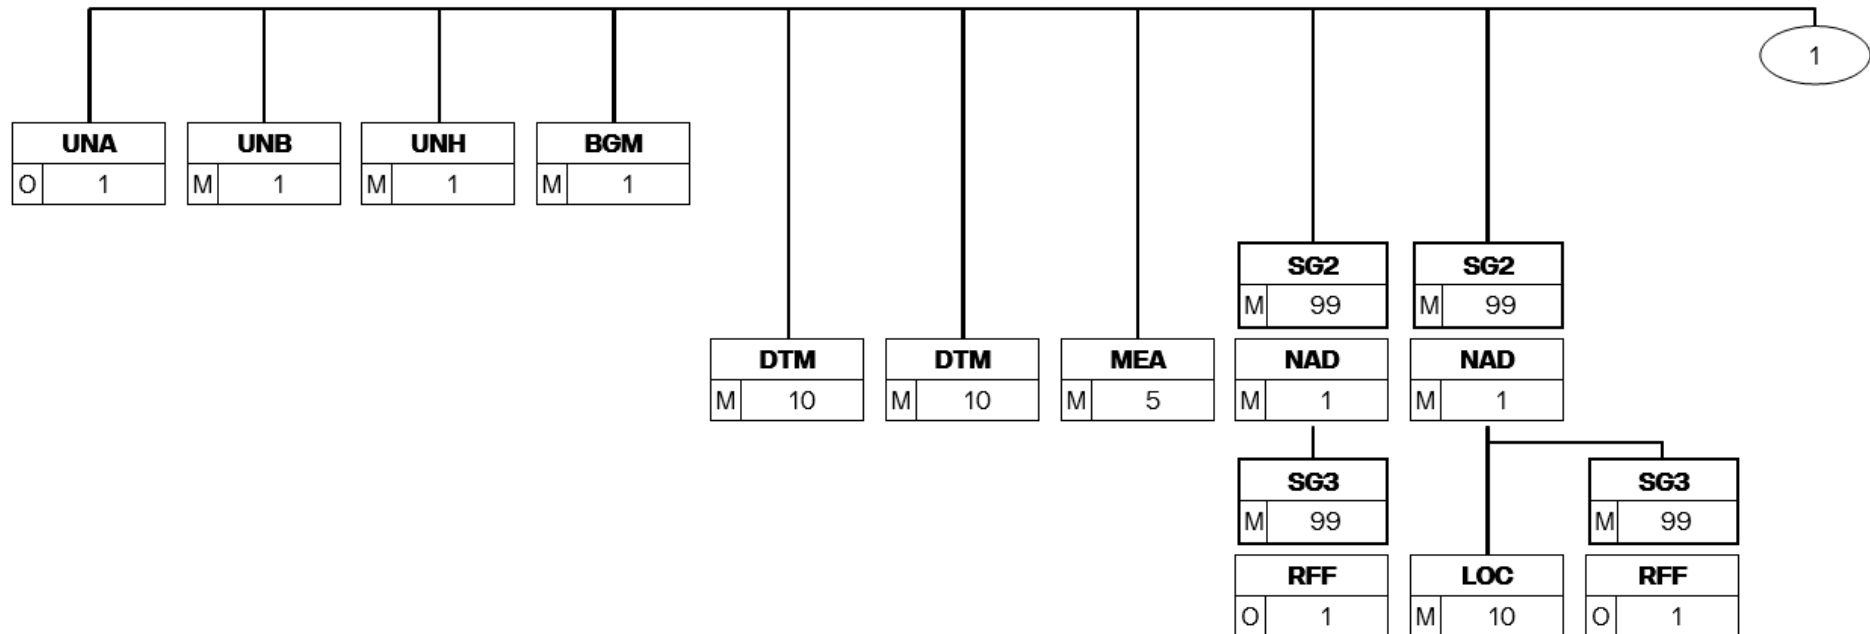 1
UNA UNB UNH BGM
O 1 M 1 M 1 M 1
SG2 SG2
M 99 M 99
DTM DTM MEA NAD NAD
M 10 M 10 M 5 M 1 M 1
SG3 SG3
M 99 M 99
RFF LOC RFF
O 1 M 10 O 1